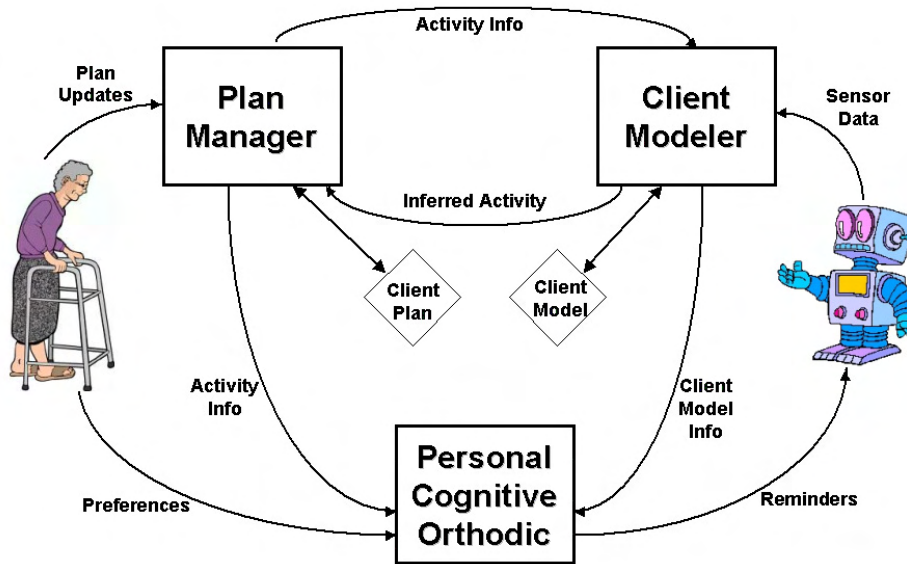 Activity Info
Plan
Updates
Plan
Manager
Client
Modeler
Sensor
Data
Inferred Activity
Client
Plan
Client
Model
Activity
Info
Client
Model
Info
Personal
Cognitive
Orthodic
Preferences
Reminders